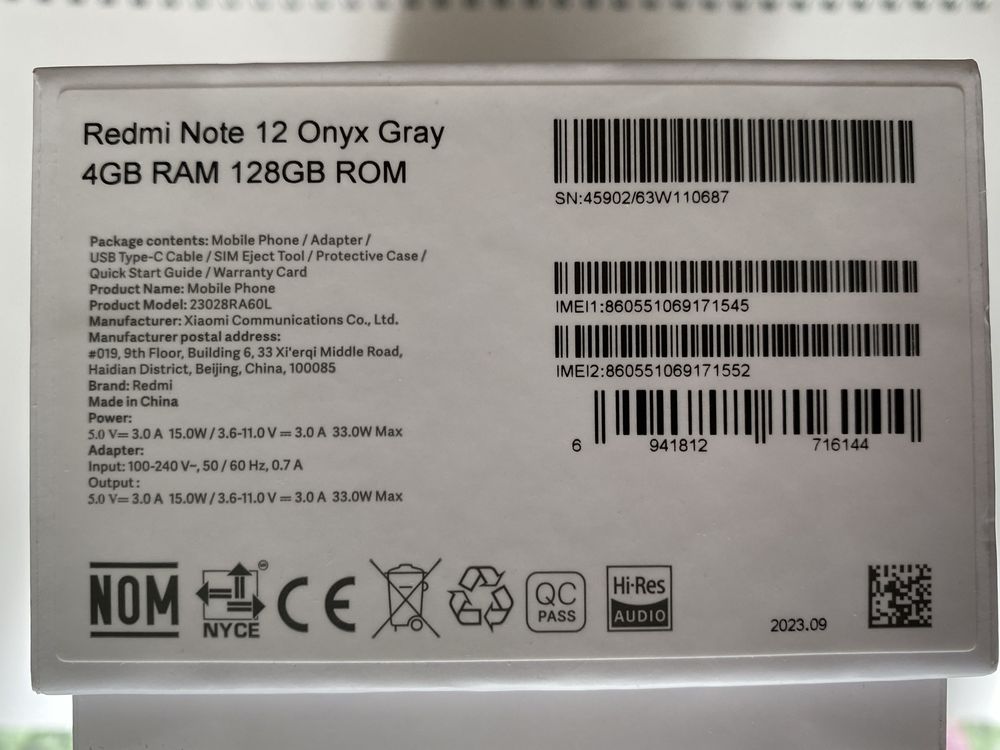 Redmi Note 12 Onyx Gray
4GB RAM 128GB ROM
Package contents: Mobile Phone / Adapter /
USB Type-C Cable / SIM Eject Tool / Protective Case /
Quick Start Guide / Warranty Card
Product Name: Mobile Phone
Product Model: 23028RA60L
Manufacturer: Xiaomi Communications Co., Ltd.
Manufacturer postal address:
#019, 9th Floor, Building 6, 33 Xi'erqi Middle Road,
Haidian District, Beijing, China, 100085
Brand: Redmi
Made in China
Power:
5.0 V⎓ 3.0 A 15.0W / 3.6-11.0 V ⎓ 3.0 A 33.0W Max
Adapter:
Input: 100-240 V~, 50 / 60 Hz, 0.7 A
Output :
5.0 V⎓ 3.0 A 15.0W / 3.6-11.0 V ⎓ 3.0 A 33.0W Max
SN:45902/63W110687
IMEI1:860551069171545
IMEI2:860551069171552
6 941812 716144
NOM
NYCE
CE
QC
PASS
Hi-Res
AUDIO
2023.09